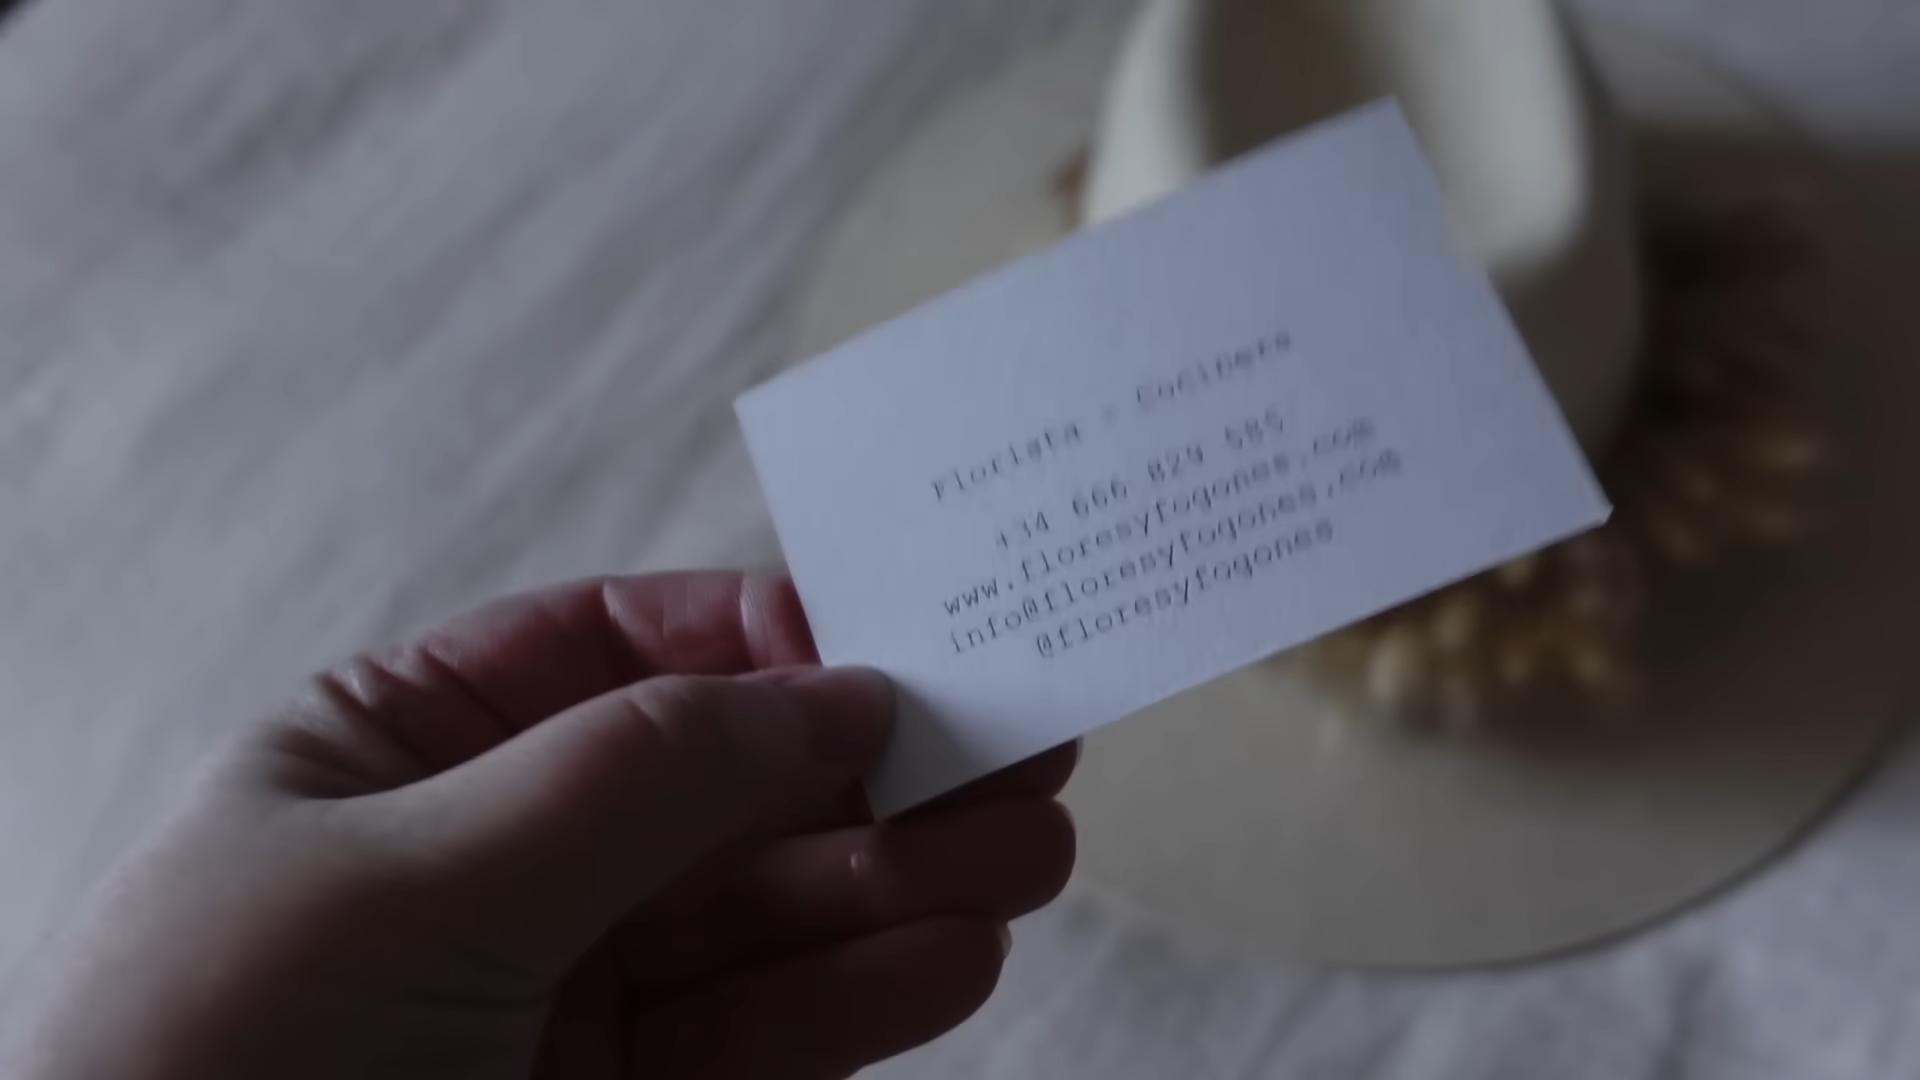 Florista - Cocinera
+34 666 829 585
www.floresyfogones.com
info@floresyfogones.com
@floresyfogones